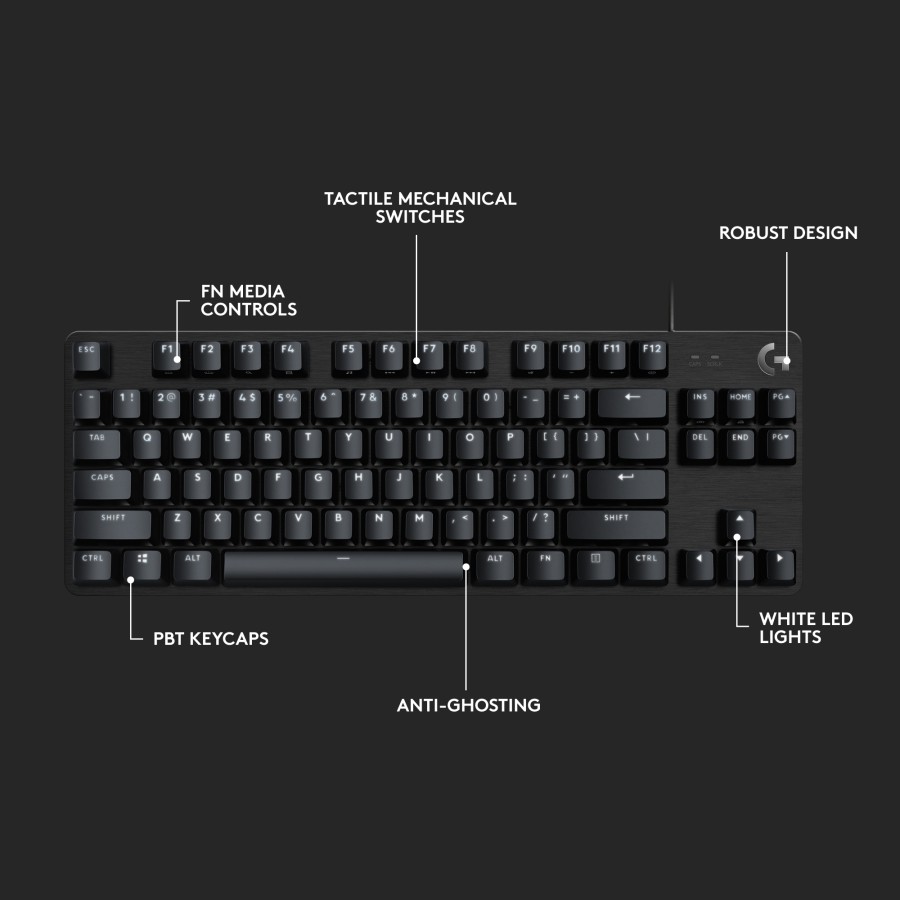 TACTILE MECHANICAL
SWITCHES
ROBUST DESIGN
FN MEDIA
CONTROLS
ESC F1 F2 F3 F4 F5 F6 F7 F8 F9 F10 F11 F12
1 ! 2 @ 3 # 4 $ 5 % 6 ^ 7 & 8 * 9 ( 0 ) - _ = + ← INS HOME PG▲
TAB Q W E R T Y U I O P [ { ] } \ | DEL END PG▼
CAPS A S D F G H J K L ; : ' "
SHIFT Z X C V B N M , < . > / ? SHIFT ▲
CTRL ALT ALT FN CTRL ◀ ▼ ▶
WHITE LED
LIGHTS
PBT KEYCAPS
ANTI-GHOSTING